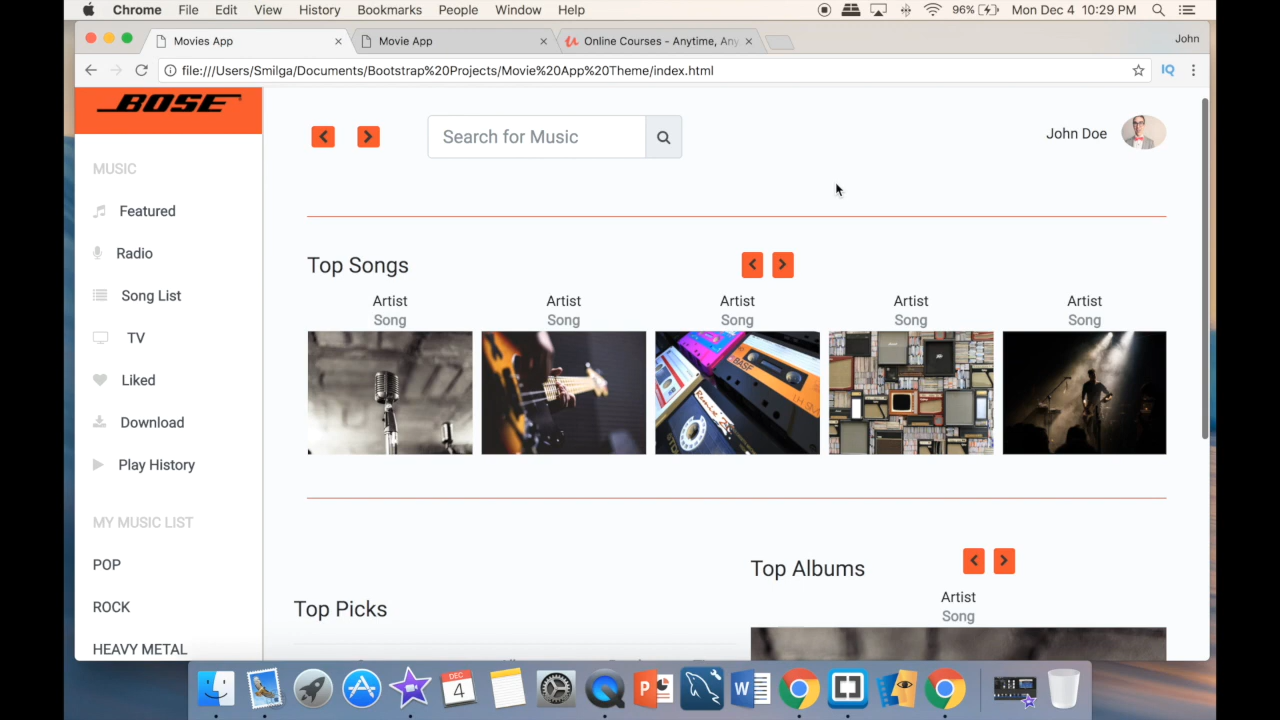 Chrome File Edit View History Bookmarks People Window Help 96% Mon Dec 4 10:29 PM
Movies App Movie App Online Courses - Anytime, Any John
file:///Users/Smilga/Documents/Bootstrap%20Projects/Movie%20App%20Theme/index.html IQ
BOSE
Search for Music
John Doe
MUSIC
Featured
Radio
Song List
TV
Liked
Download
Play History
MY MUSIC LIST
POP
ROCK
HEAVY METAL
Top Songs
Artist Artist Artist Artist Artist
Song Song Song Song Song
BASF
Top Albums
Artist
Song
Top Picks
DEC
4